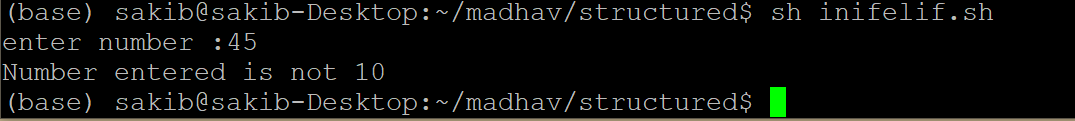 (base) sakib@sakib-Desktop:~/madhav/structured$ sh inifelif.sh
enter number :45
Number entered is not 10
(base) sakib@sakib-Desktop:~/madhav/structured$